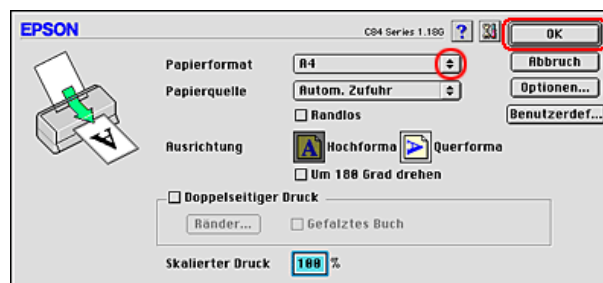 EPSON C84 Series 1.18G ? OK
Papierformat A4 Abbruch
Papierquelle Autom. Zufuhr Optionen...
Randlos Benutzerdef...
Ausrichtung A Hochforma A Querforma
Um 180 Grad drehen
Doppelseitiger Druck
Ränder... Gefalztes Buch
Skalierter Druck 100 %
A